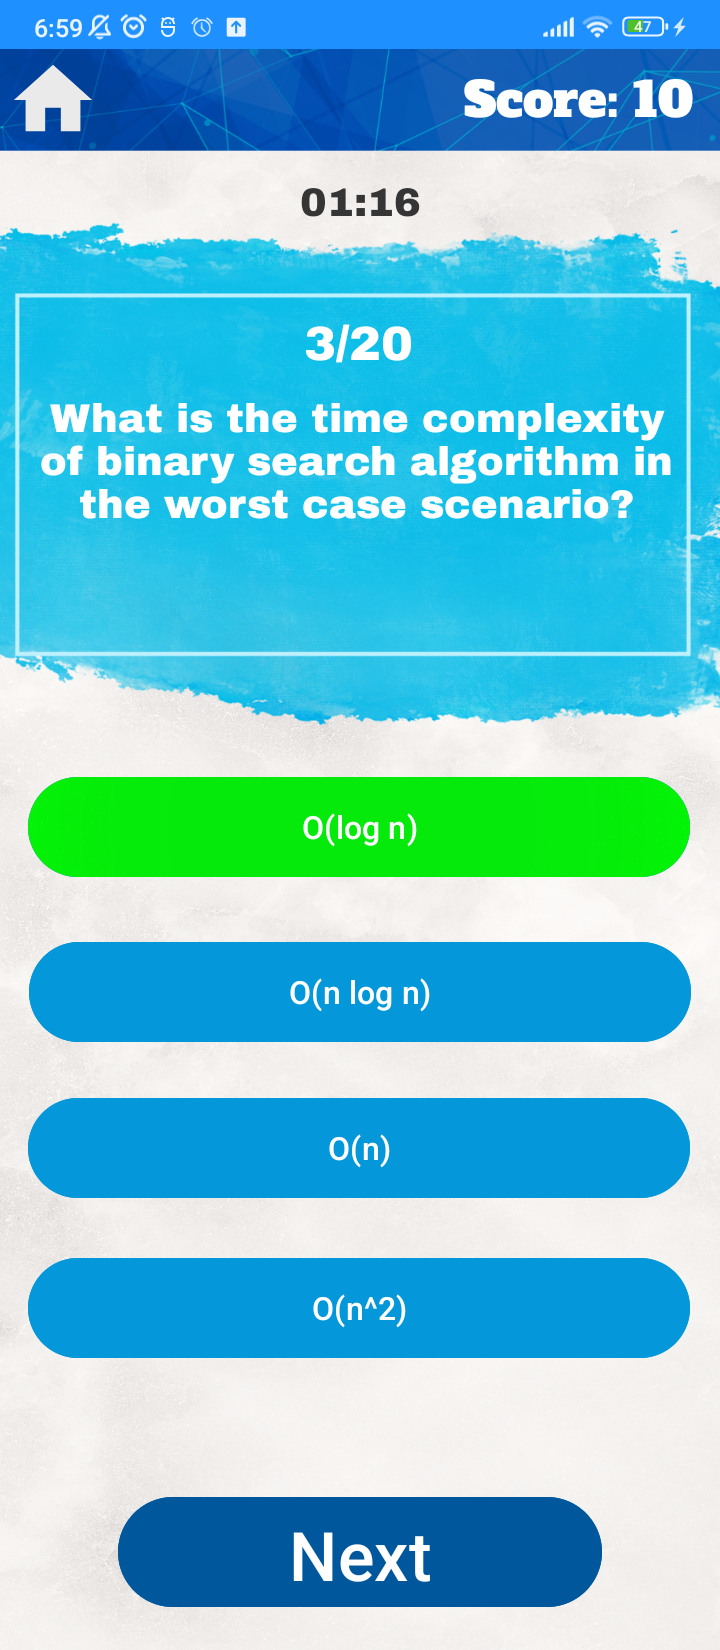 6:59
47
Score: 10
01:16
3/20
What is the time complexity
of binary search algorithm in
the worst case scenario?
O(log n)
O(n log n)
O(n)
O(n^2)
Next